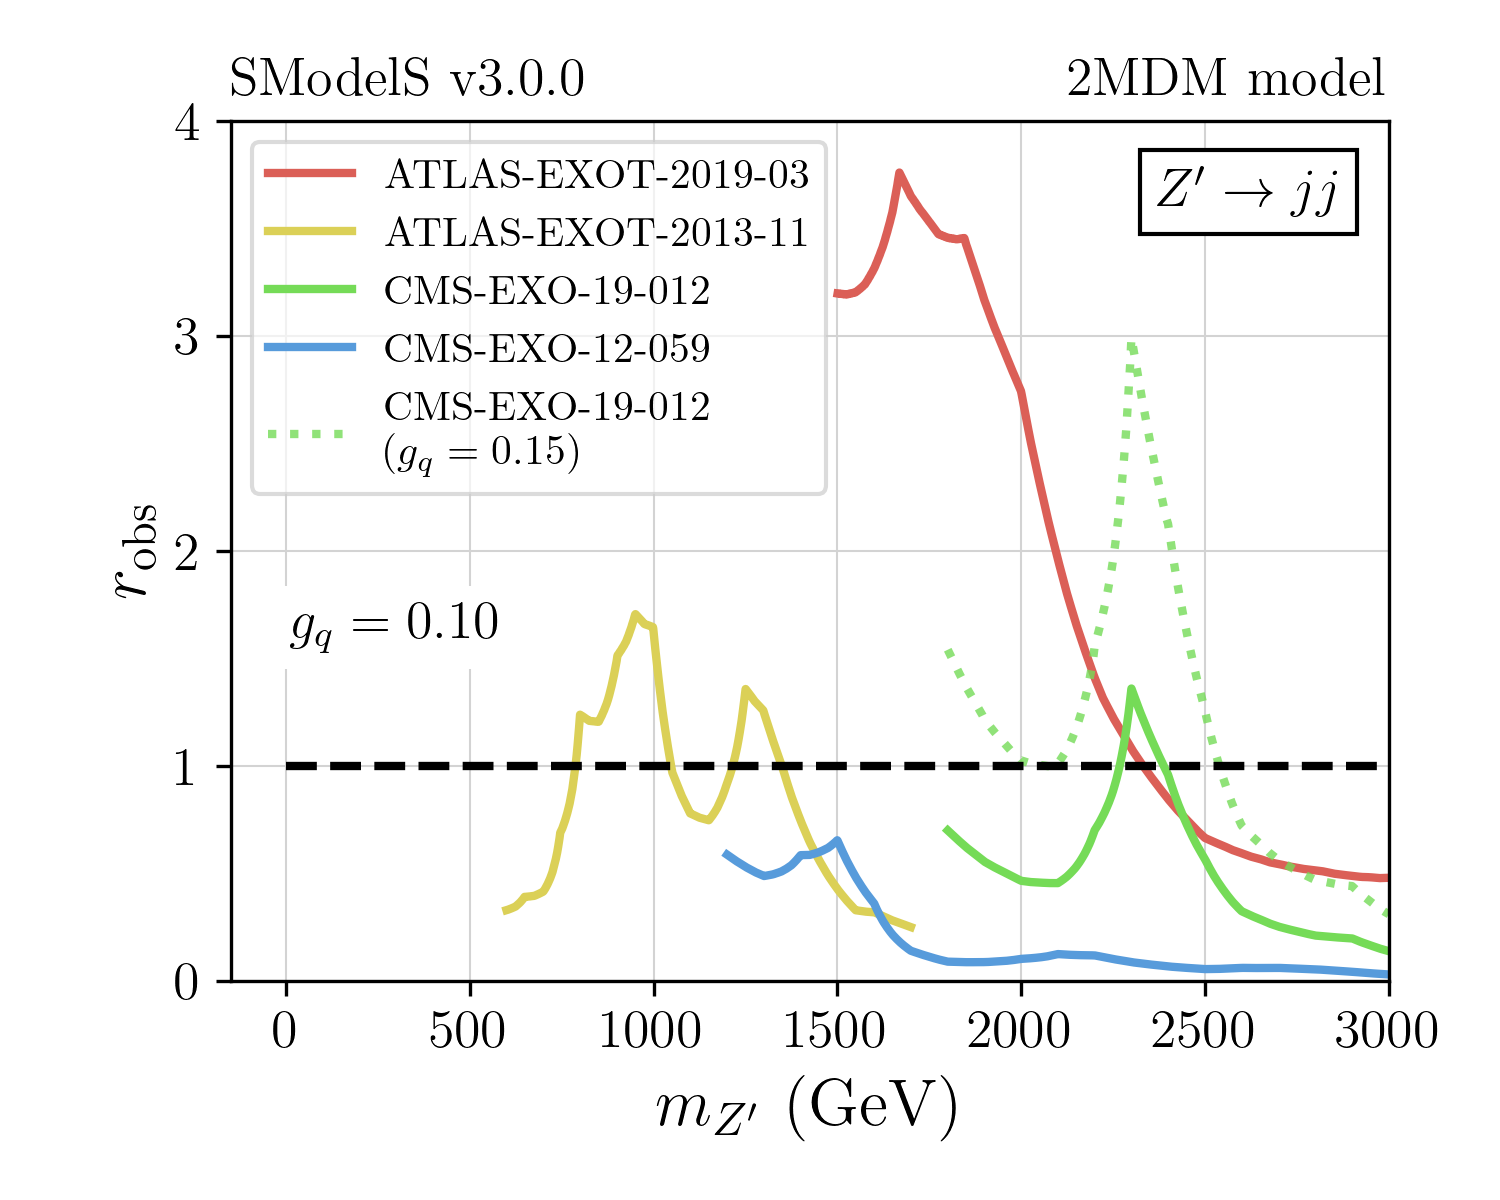 SModelS v3.0.0
2MDM model
4
3
2
1
0
r_obs
ATLAS-EXOT-2019-03
ATLAS-EXOT-2013-11
CMS-EXO-19-012
CMS-EXO-12-059
CMS-EXO-19-012
(g_q = 0.15)
Z′ → jj
g_q = 0.10
0 500 1000 1500 2000 2500 3000
m_Z′ (GeV)